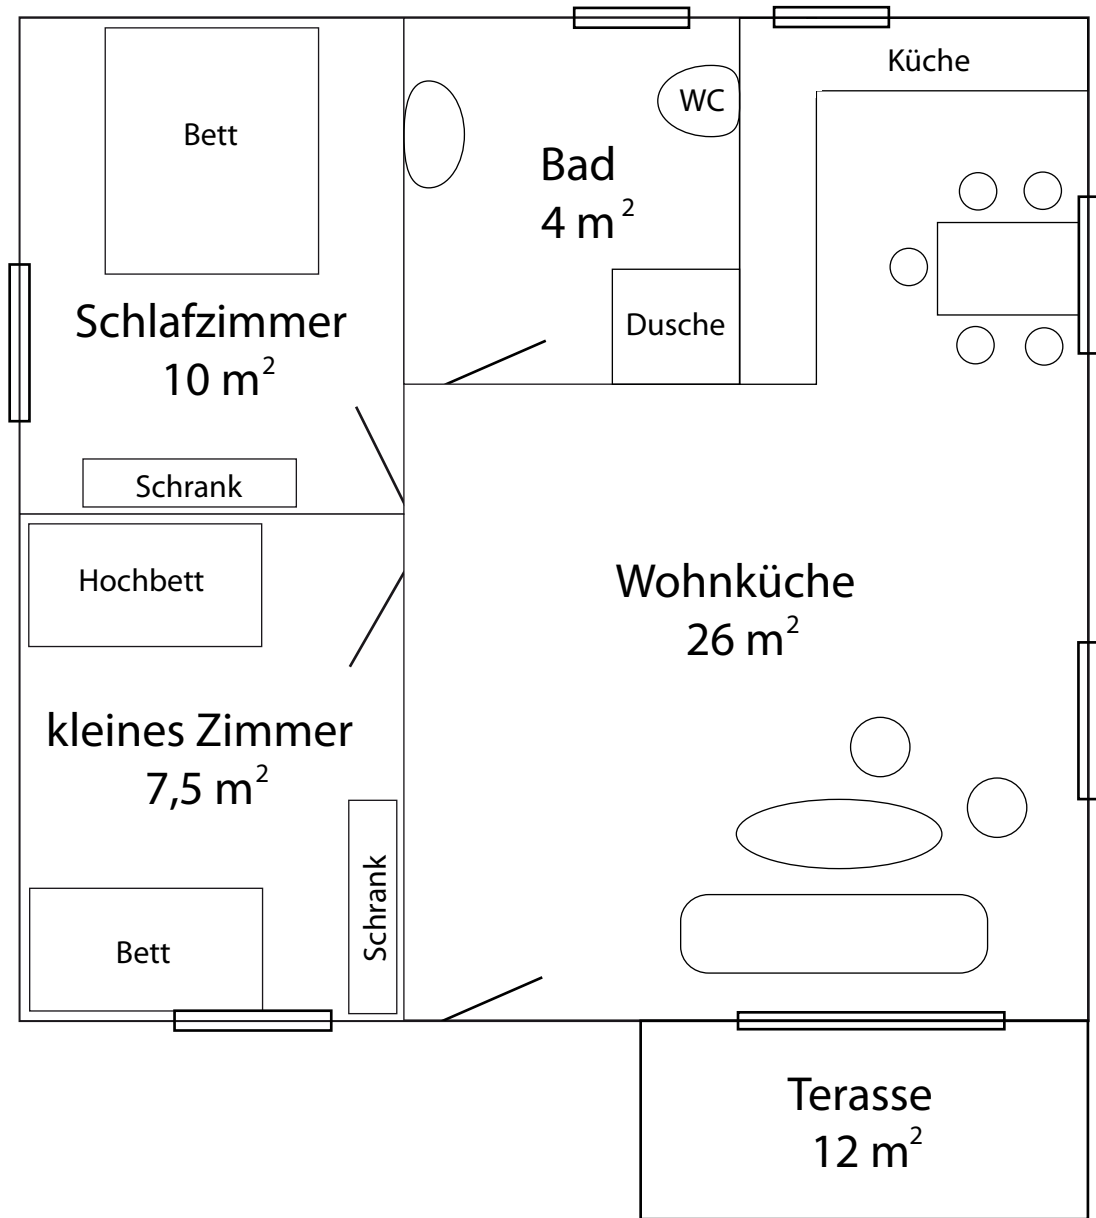 Bett
Schlafzimmer
10 m²
Schrank
Bad
4 m²
WC
Dusche
Küche
Hochbett
kleines Zimmer
7,5 m²
Schrank
Bett
Wohnküche
26 m²
Terasse
12 m²